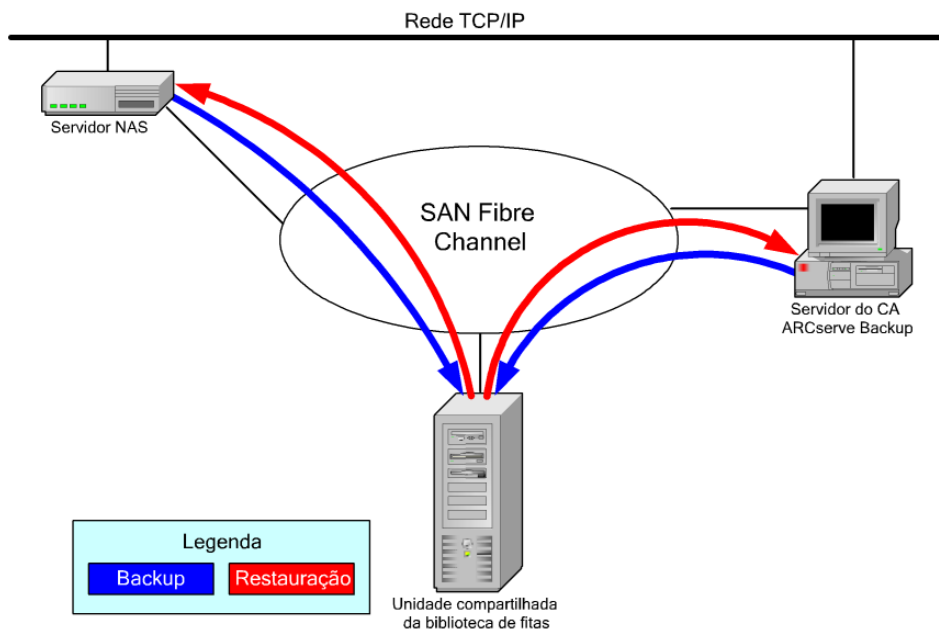 Rede TCP/IP
Servidor NAS
SAN Fibre
Channel
Servidor do CA
ARCserve Backup
Legenda
Backup
Restauração
Unidade compartilhada
da biblioteca de fitas